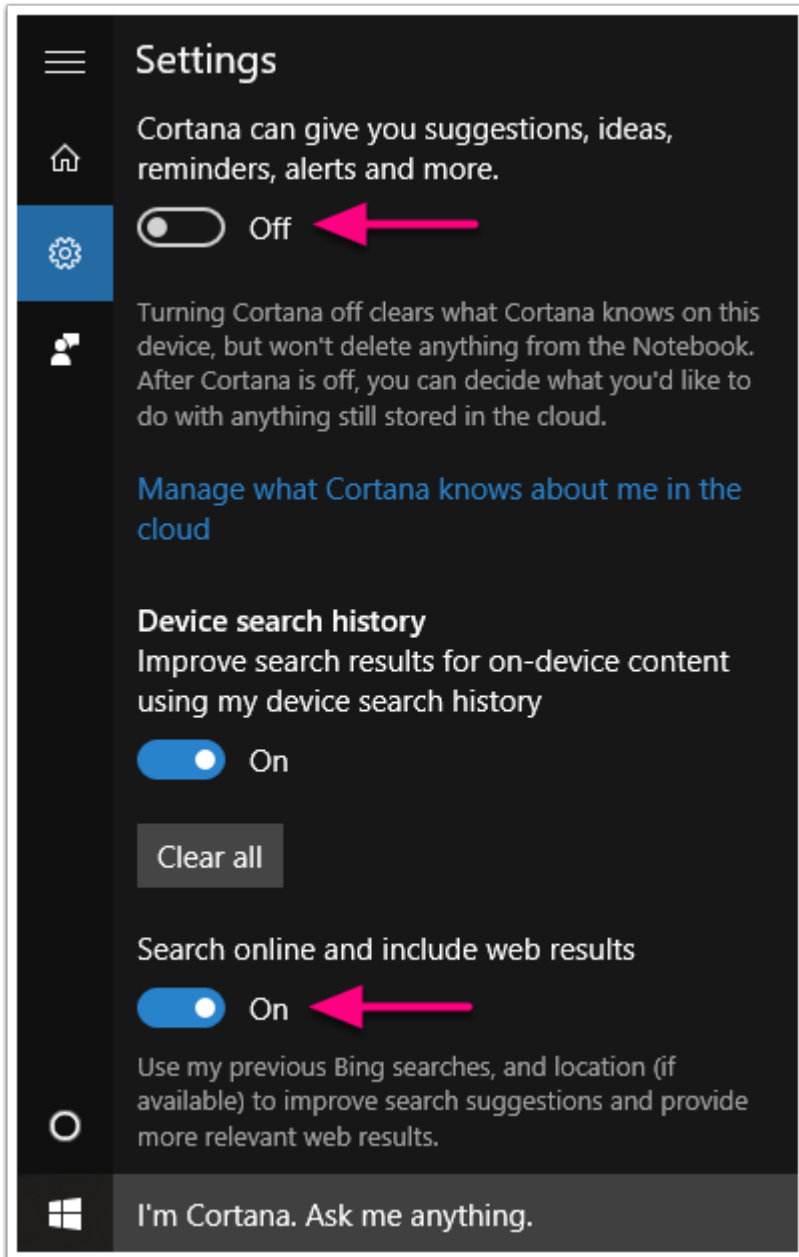 Settings
Cortana can give you suggestions, ideas,
reminders, alerts and more.
Off
Turning Cortana off clears what Cortana knows on this
device, but won't delete anything from the Notebook.
After Cortana is off, you can decide what you'd like to
do with anything still stored in the cloud.
Manage what Cortana knows about me in the
cloud
Device search history
Improve search results for on-device content
using my device search history
On
Clear all
Search online and include web results
On
Use my previous Bing searches, and location (if
available) to improve search suggestions and provide
more relevant web results.
I'm Cortana. Ask me anything.